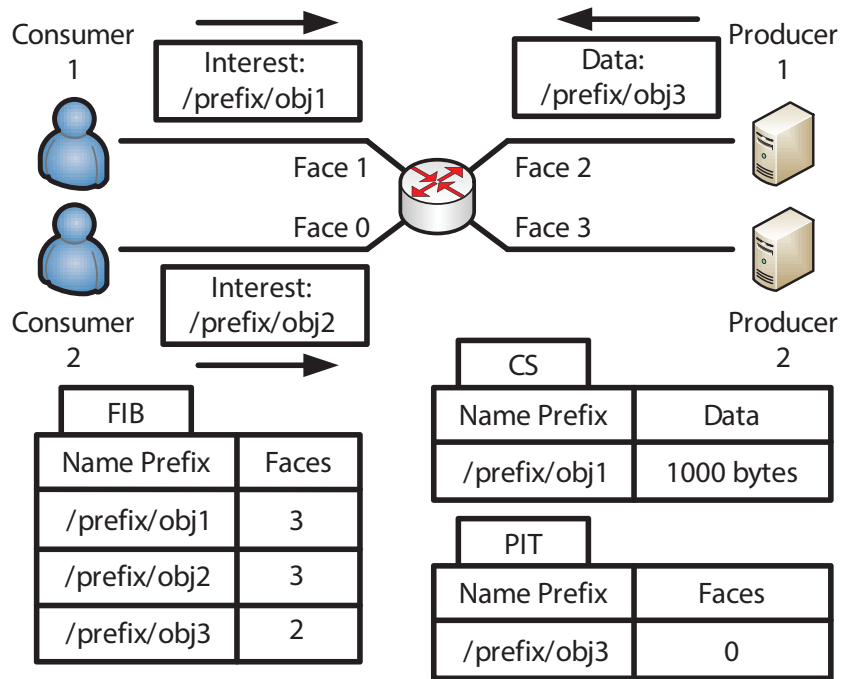 Consumer
1
Interest:
/prefix/obj1
Data:
/prefix/obj3
Producer
1
Face 1
Face 2
Face 0
Face 3
Consumer
2
Interest:
/prefix/obj2
Producer
2
FIB
Name Prefix Faces
/prefix/obj1 3
/prefix/obj2 3
/prefix/obj3 2
CS
Name Prefix Data
/prefix/obj1 1000 bytes
PIT
Name Prefix Faces
/prefix/obj3 0